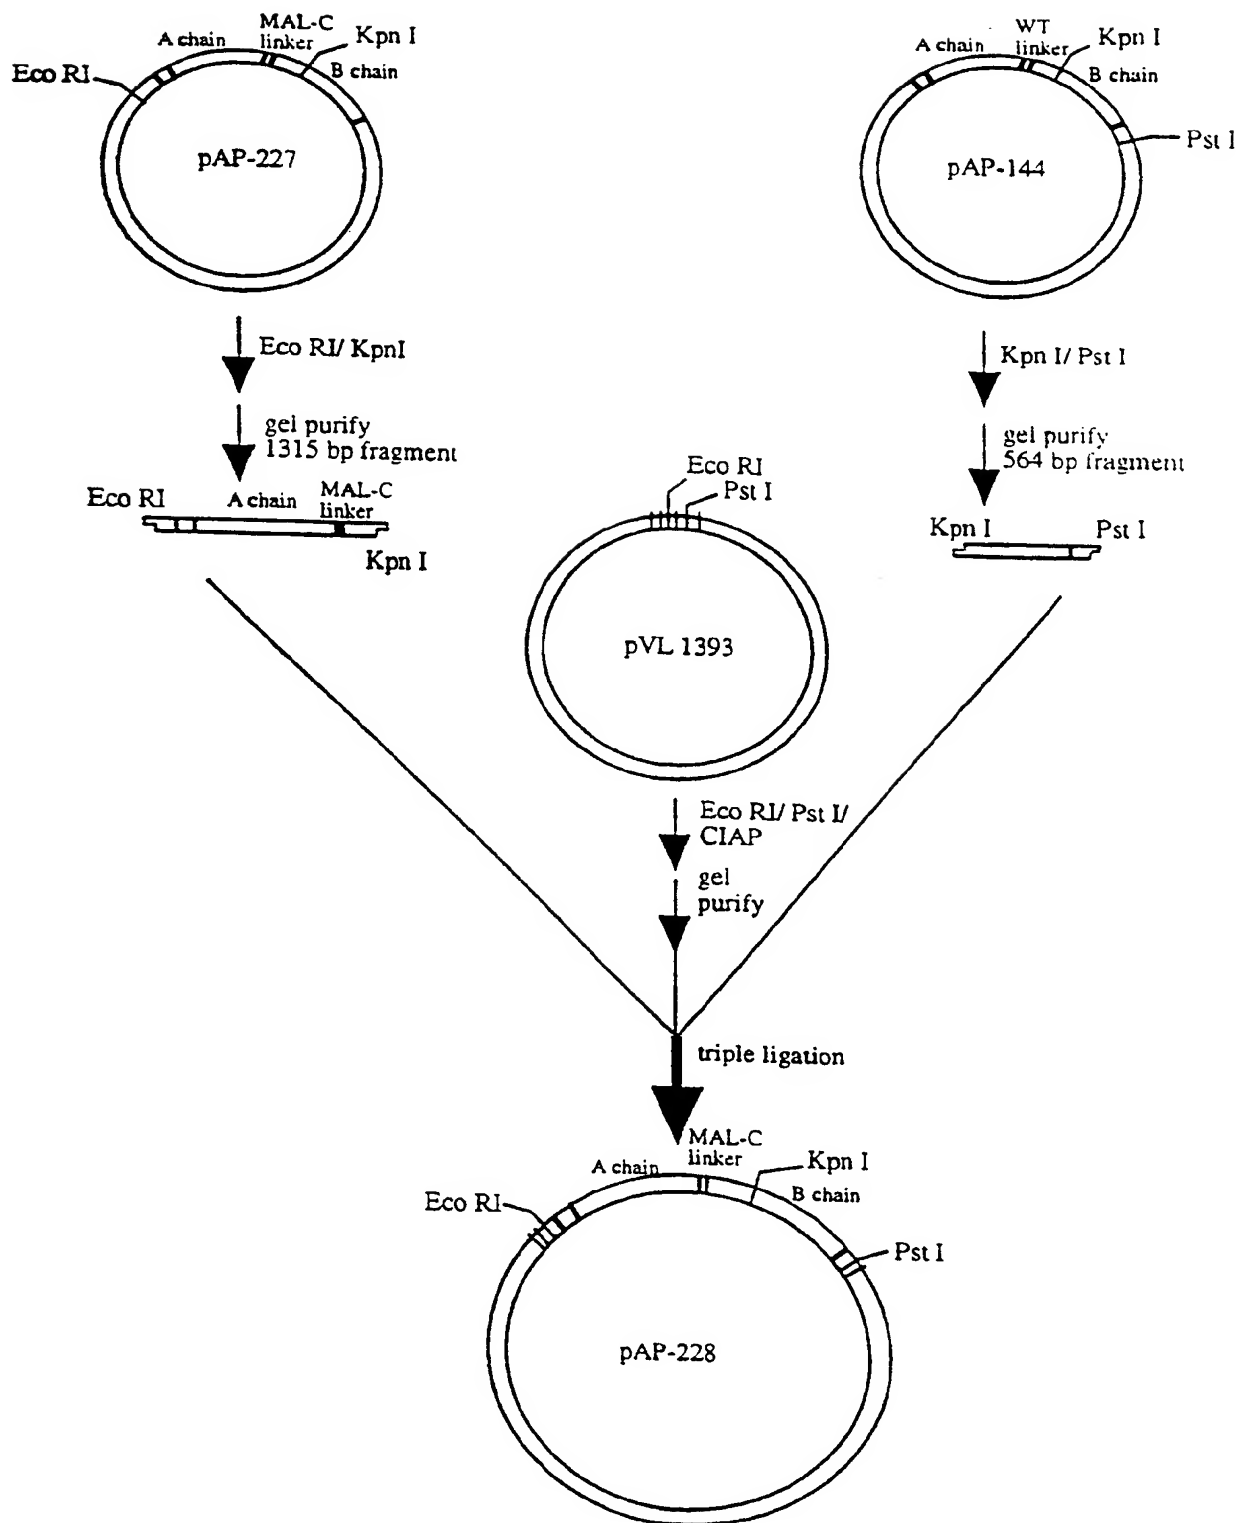 A chain
MAL-C
linker
Kpn I
Eco RI
B chain
pAP-227
A chain
WT
linker
Kpn I
B chain
Pst I
pAP-144
Eco RI/ KpnI
gel purify
1315 bp fragment
Kpn I/ Pst I
gel purify
564 bp fragment
Eco RI
A chain
MAL-C
linker
Kpn I
Eco RI
Pst I
Kpn I
Pst I
pVL 1393
Eco RI/ Pst I/
CIAP
gel
purify
triple ligation
MAL-C
linker
A chain
Kpn I
B chain
Eco RI
Pst I
pAP-228